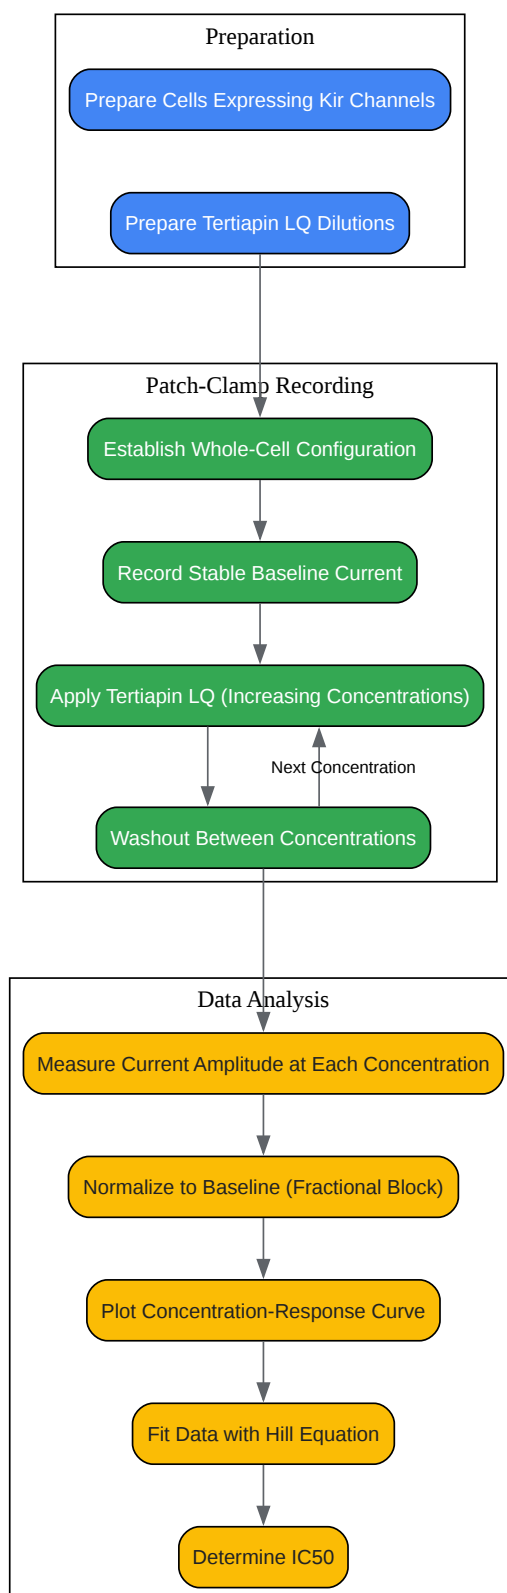 Preparation
Prepare Cells Expressing Kir Channels
Prepare Tertiapin LQ Dilutions
Patch-Clamp Recording
Establish Whole-Cell Configuration
Record Stable Baseline Current
Apply Tertiapin LQ (Increasing Concentrations)
Next Concentration
Washout Between Concentrations
Data Analysis
Measure Current Amplitude at Each Concentration
Normalize to Baseline (Fractional Block)
Plot Concentration-Response Curve
Fit Data with Hill Equation
Determine IC50